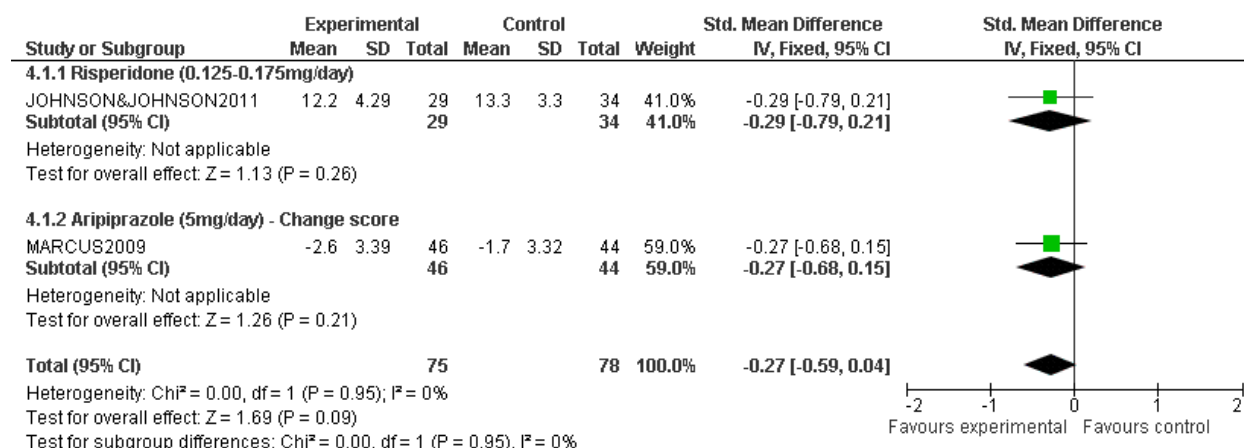 Experimental Control Std. Mean Difference Std. Mean Difference
Study or Subgroup Mean SD Total Mean SD Total Weight IV, Fixed, 95% CI IV, Fixed, 95% CI
4.1.1 Risperidone (0.125-0.175mg/day)
JOHNSON&JOHNSON2011 12.2 4.29 29 13.3 3.3 34 41.0% -0.29 [-0.79, 0.21]
Subtotal (95% CI) 29 34 41.0% -0.29 [-0.79, 0.21]
Heterogeneity: Not applicable
Test for overall effect: Z = 1.13 (P = 0.26)
4.1.2 Aripiprazole (5mg/day) - Change score
MARCUS2009 -2.6 3.39 46 -1.7 3.32 44 59.0% -0.27 [-0.68, 0.15]
Subtotal (95% CI) 46 44 59.0% -0.27 [-0.68, 0.15]
Heterogeneity: Not applicable
Test for overall effect: Z = 1.26 (P = 0.21)
Total (95% CI) 75 78 100.0% -0.27 [-0.59, 0.04]
Heterogeneity: Chi² = 0.00, df = 1 (P = 0.95); I² = 0%
Test for overall effect: Z = 1.69 (P = 0.09)
Test for subgroup differences: Chi² = 0.00, df = 1 (P = 0.95), I² = 0%
-2 -1 0 1 2
Favours experimental Favours control